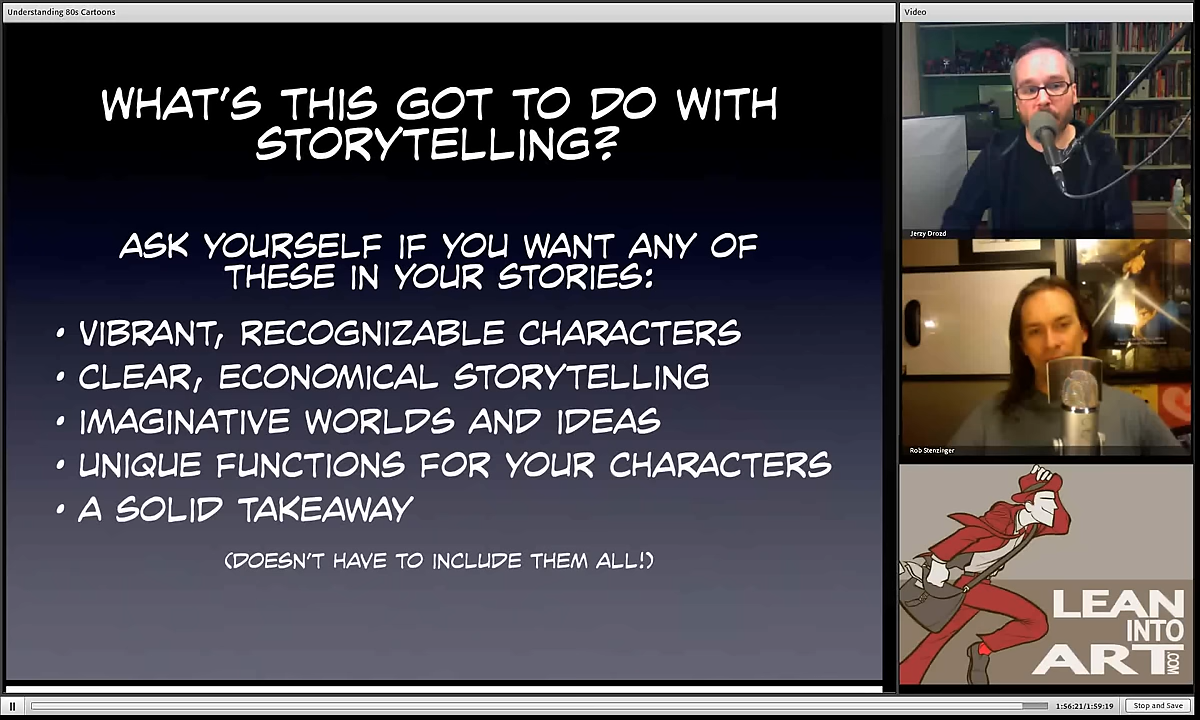 Understanding 80s Cartoons
WHAT'S THIS GOT TO DO WITH
STORYTELLING?
ASK YOURSELF IF YOU WANT ANY OF
THESE IN YOUR STORIES:
• VIBRANT, RECOGNIZABLE CHARACTERS
• CLEAR, ECONOMICAL STORYTELLING
• IMAGINATIVE WORLDS AND IDEAS
• UNIQUE FUNCTIONS FOR YOUR CHARACTERS
• A SOLID TAKEAWAY
(DOESN'T HAVE TO INCLUDE THEM ALL!)
Video
Jerzy Drozd
Rob Stenzinger
LEAN
INTO
ART.COM
1:56:21/1:59:19
Stop and Save